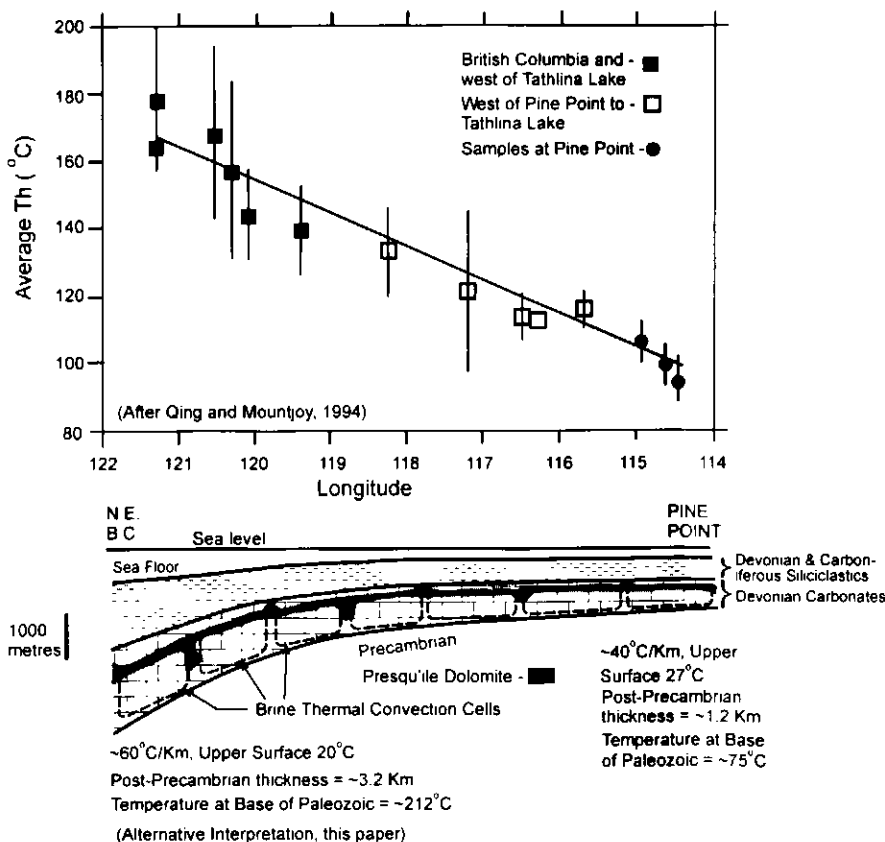 200
180
160
140
120
100
80
Average Th (°C)
British Columbia and -
west of Tathlina Lake
West of Pine Point to -
Tathlina Lake
Samples at Pine Point -
(After Qing and Mountjoy, 1994)
122 121 120 119 118 117 116 115 114
Longitude
N E.
B C
Sea level
PINE
POINT
Sea Floor
Devonian & Carbon-
iferous Siliciclastics
Devonian Carbonates
1000
metres
Precambrian
Presqu'ile Dolomite -
Brine Thermal Convection Cells
~40°C/Km, Upper
Surface 27°C
Post-Precambrian
thickness = ~1.2 Km
Temperature at Base
of Paleozoic = ~75°C
~60°C/Km, Upper Surface 20°C
Post-Precambrian thickness = ~3.2 Km
Temperature at Base of Paleozoic = ~212°C
(Alternative Interpretation, this paper)